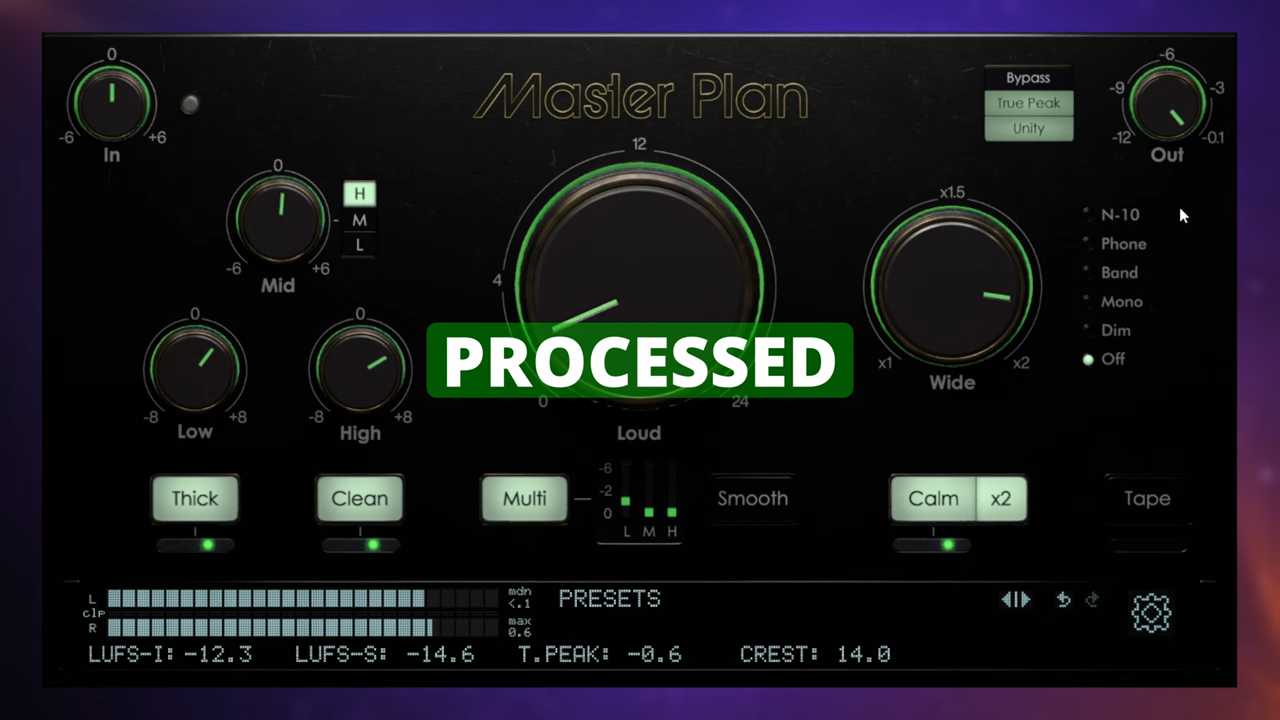 0
-6
+6
In
Master Plan
Bypass
True Peak
Unity
-6
-9
-3
-12
-0.1
Out
0
-6
+6
Mid
H
M
L
12
4
0
24
Loud
x1.5
x1
x2
Wide
N-10
Phone
Band
Mono
Dim
Off
0
-8
+8
Low
0
-8
+8
High
PROCESSED
Thick
Clean
Multi
-6
-2
0
L M H
Smooth
Calm
x2
Tape
L
clp
R
mdn
<.1
max
0.6
PRESETS
LUFS-I: -12.3 LUFS-S: -14.6 T.PEAK: -0.6 CREST: 14.0